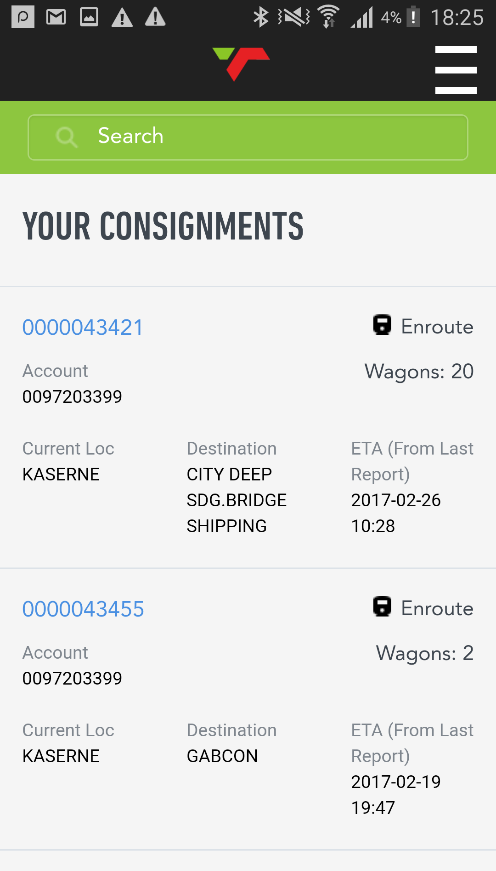 4% 18:25
Search
YOUR CONSIGNMENTS
0000043421 Enroute
Account Wagons: 20
0097203399
Current Loc Destination ETA (From Last
KASERNE CITY DEEP Report)
SDG.BRIDGE 2017-02-26
SHIPPING 10:28
0000043455 Enroute
Account Wagons: 2
0097203399
Current Loc Destination ETA (From Last
KASERNE GABCON Report)
2017-02-19
19:47